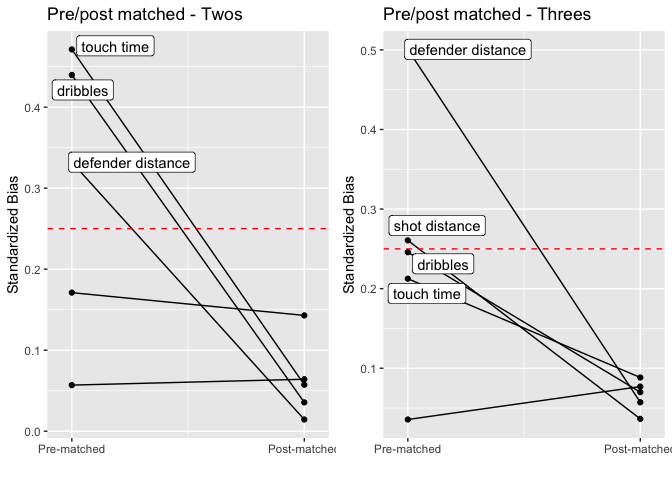 Pre/post matched - Twos
Standardized Bias
0.4
0.3
0.2
0.1
0.0
touch time
dribbles
defender distance
Pre-matched
Post-matched
Pre/post matched - Threes
Standardized Bias
0.5
0.4
0.3
0.2
0.1
defender distance
shot distance
dribbles
touch time
Pre-matched
Post-matched